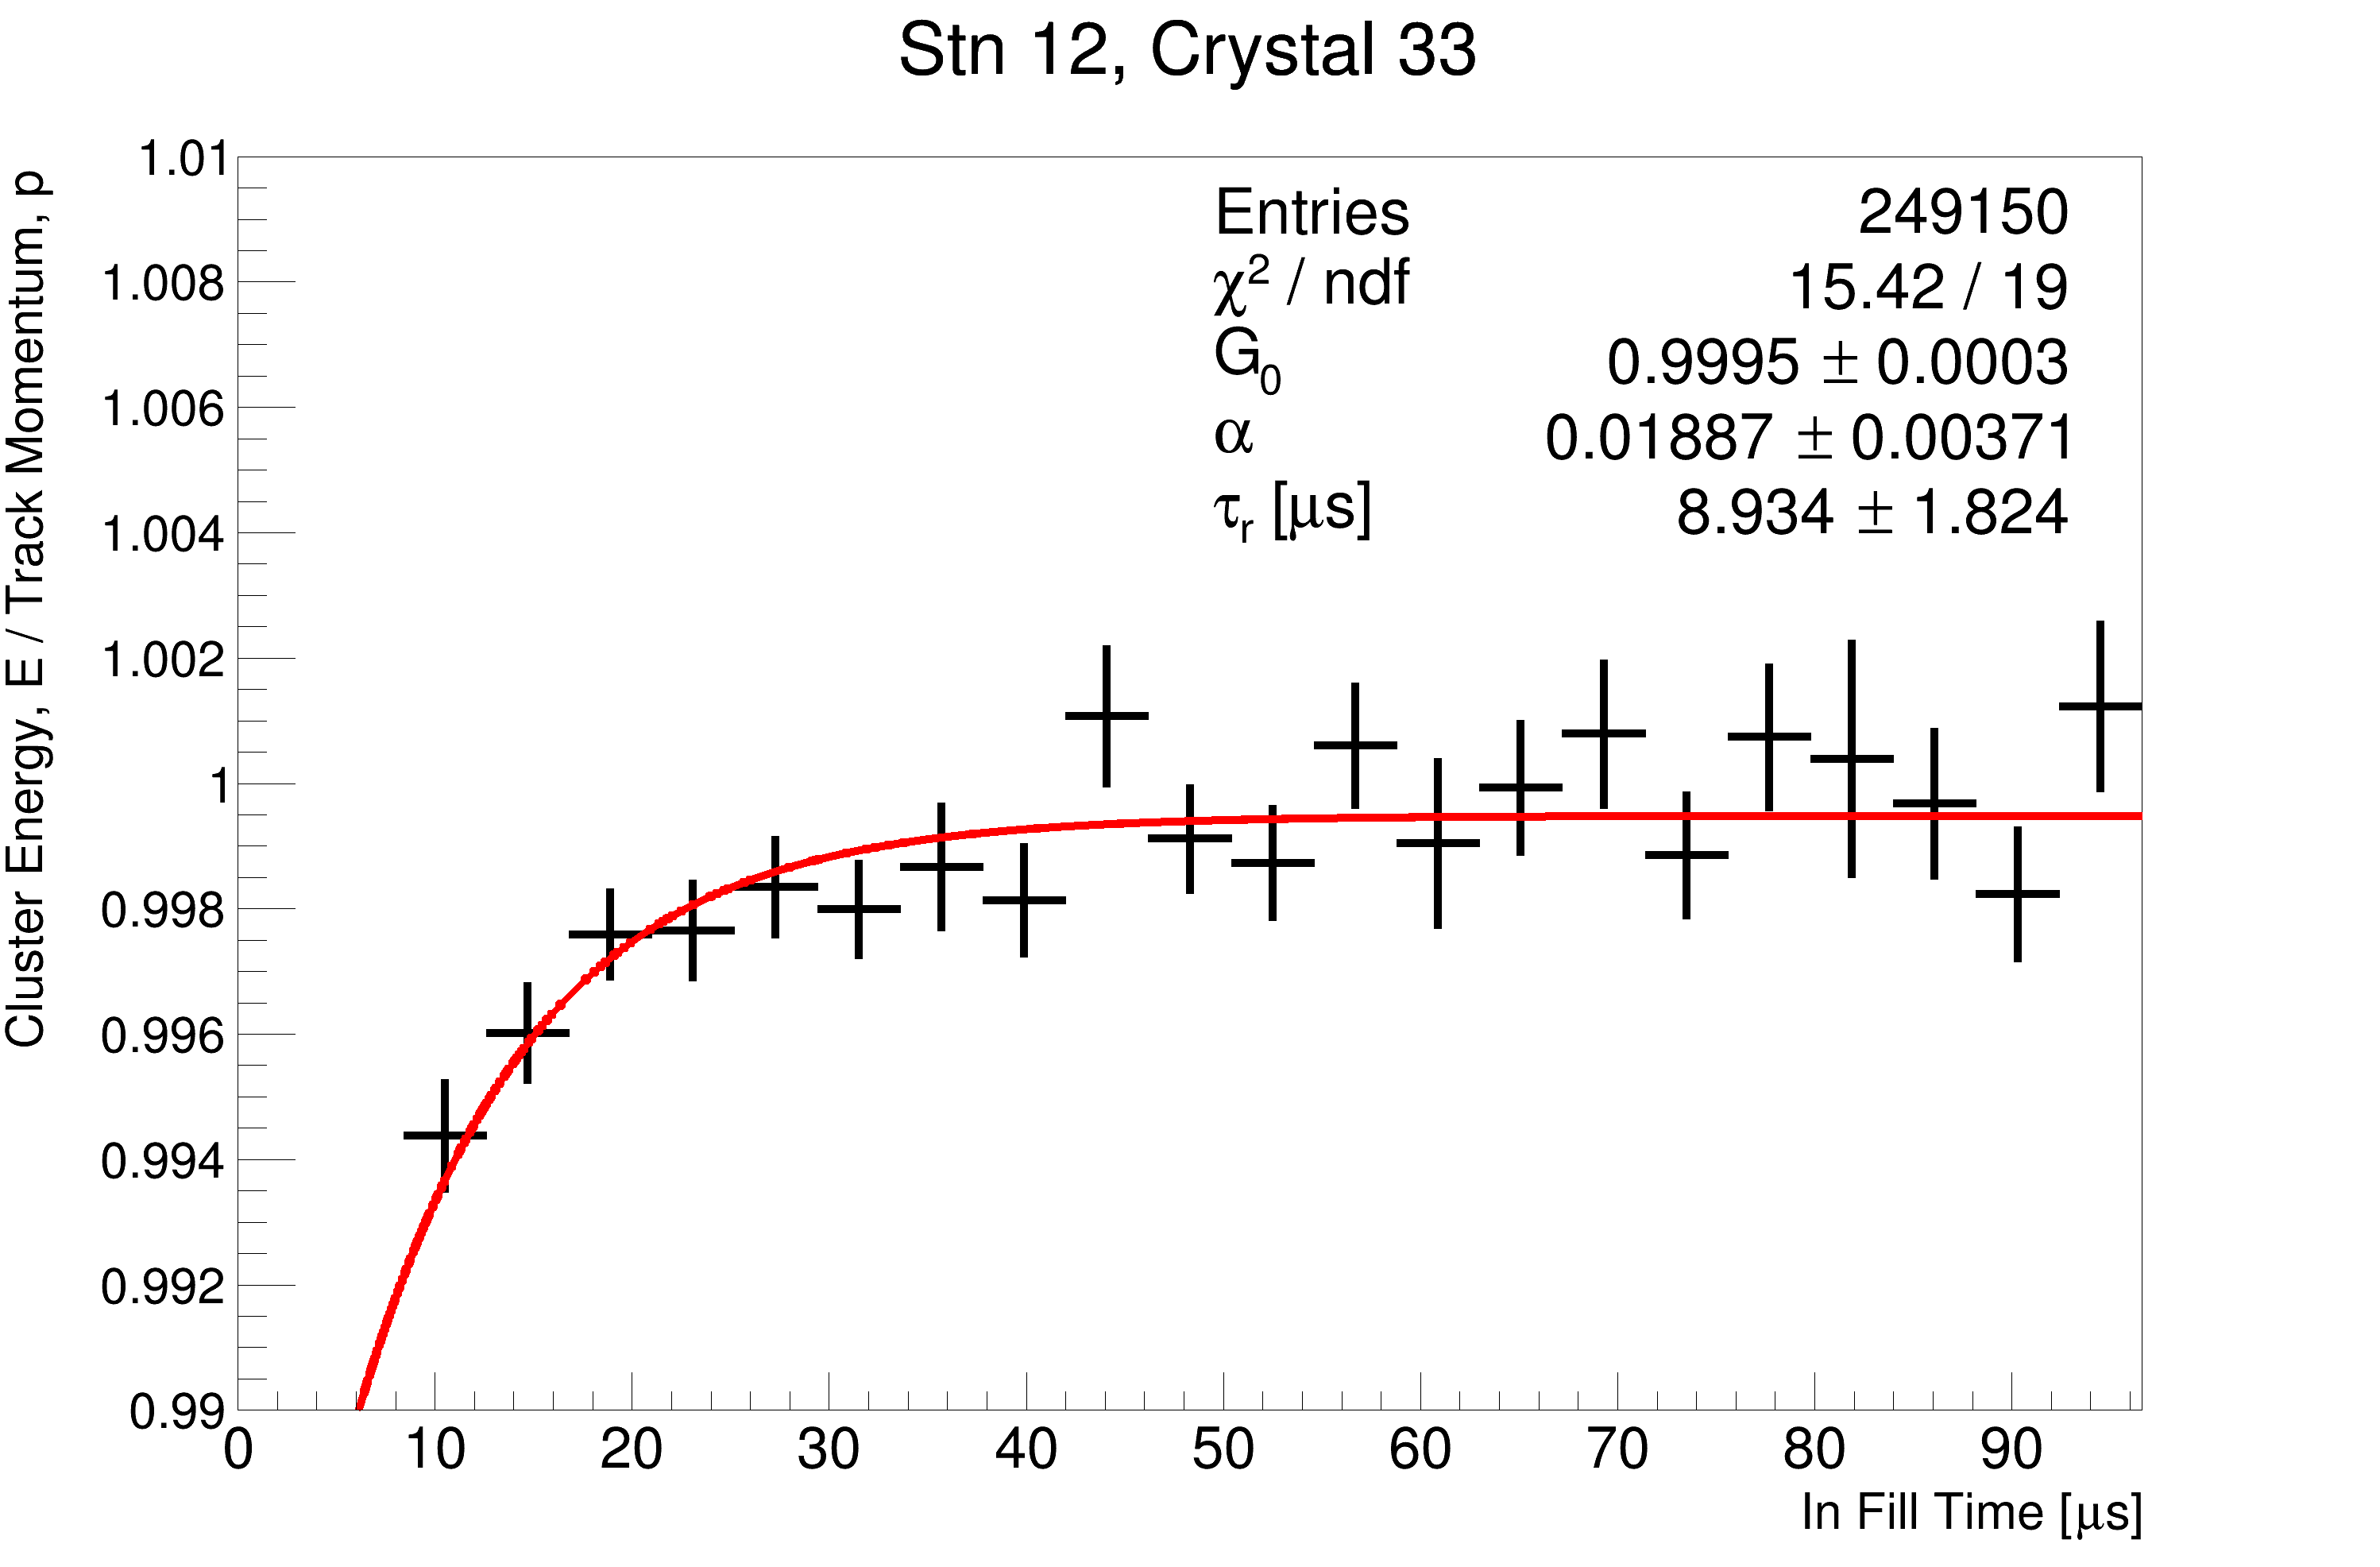 Stn 12, Crystal 33
Cluster Energy, E / Track Momentum, p
1.01
1.008
1.006
1.004
1.002
1
0.998
0.996
0.994
0.992
0.99
Entries 249150
χ² / ndf 15.42 / 19
G₀ 0.9995 ± 0.0003
α 0.01887 ± 0.00371
τᵣ [μs] 8.934 ± 1.824
0 10 20 30 40 50 60 70 80 90
In Fill Time [μs]